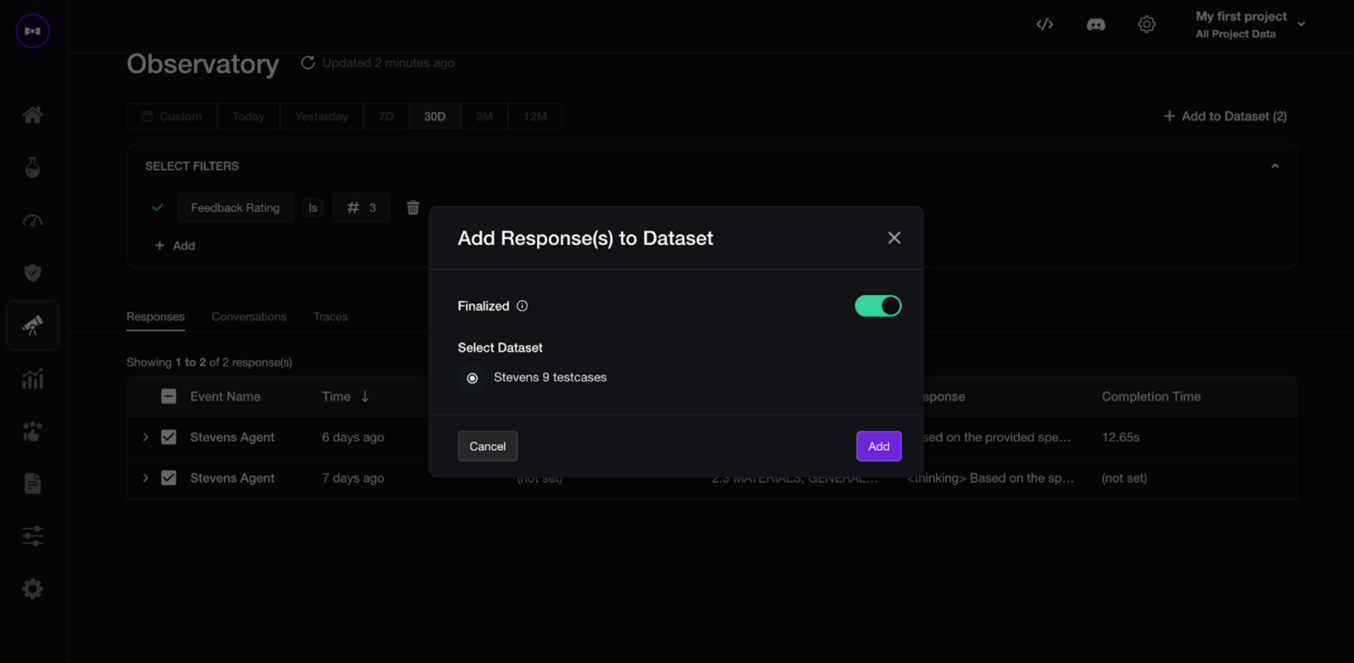 My first project
All Project Data
Observatory
Updated 2 minutes ago
Custom Today Yesterday 7D 30D 3M 12M
+ Add to Dataset (2)
SELECT FILTERS
Feedback Rating Is # 3
+ Add
Add Response(s) to Dataset
Finalized
Select Dataset
Stevens 9 testcases
Cancel Add
Responses Conversations Traces
Showing 1 to 2 of 2 response(s)
Event Name Time ↓ sponse Completion Time
Stevens Agent 6 days ago sed on the provided spe... 12.65s
Stevens Agent 7 days ago (not set) 2.3 MATERIALS, GENERAL... <thinking> Based on the sp... (not set)